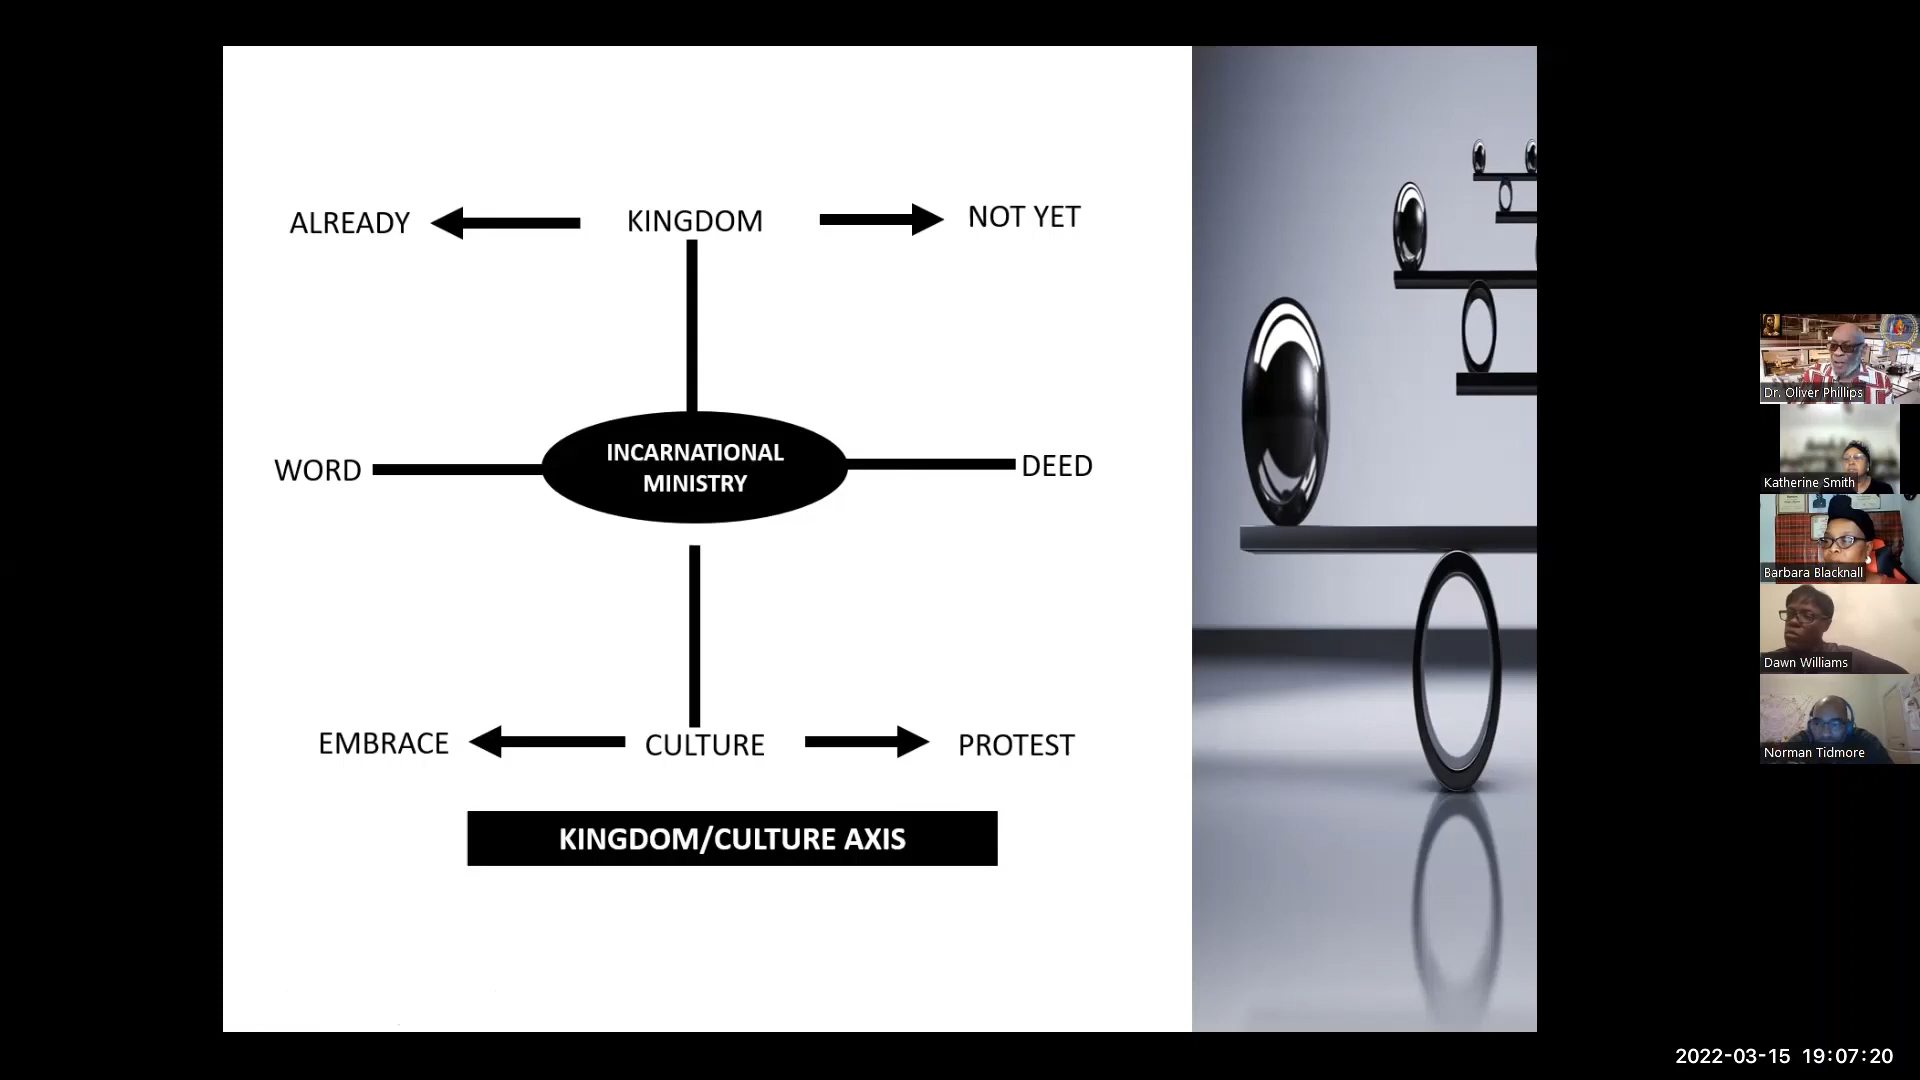 ALREADY
KINGDOM
NOT YET
WORD
INCARNATIONAL
MINISTRY
DEED
EMBRACE
CULTURE
PROTEST
KINGDOM/CULTURE AXIS
Dr. Oliver Phillips
Katherine Smith
Barbara Blacknall
Dawn Williams
Norman Tidmore
2022-03-15 19:07:20